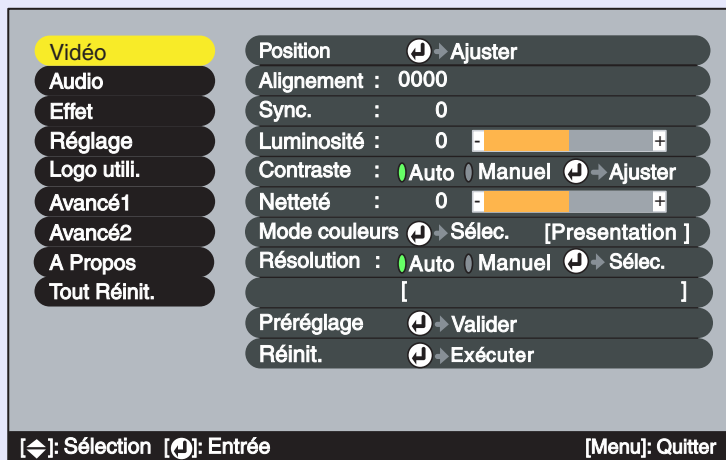 Vidéo
Audio
Effet
Réglage
Logo utili.
Avancé1
Avancé2
A Propos
Tout Réinit.
Position Ajuster
Alignement : 0000
Sync. : 0
Luminosité : 0 - +
Contraste : Auto Manuel Ajuster
Netteté : 0 - +
Mode couleurs Sélec. [Presentation ]
Résolution : Auto Manuel Sélec.
[ ]
Préréglage Valider
Réinit. Exécuter
[ ]: Sélection [ ]: Entrée [Menu]: Quitter